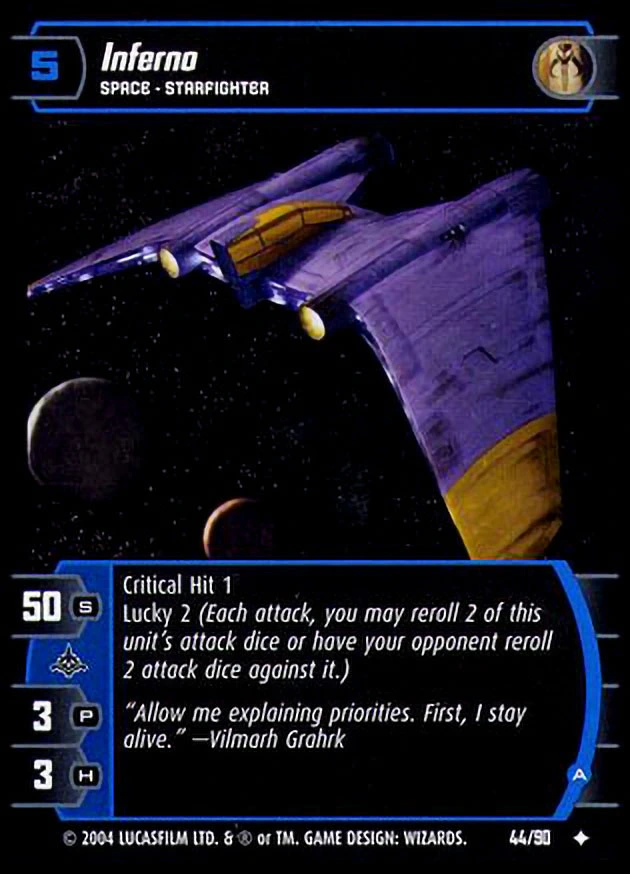 5
Inferno
SPACE - STARFIGHTER
50 S
3 P
3 H
Critical Hit 1
Lucky 2 (Each attack, you may reroll 2 of this
unit's attack dice or have your opponent reroll
2 attack dice against it.)
“Allow me explaining priorities. First, I stay
alive.” —Vilmarh Grahrk
A
© 2004 LUCASFILM LTD. & ® or TM. GAME DESIGN: WIZARDS. 44/90